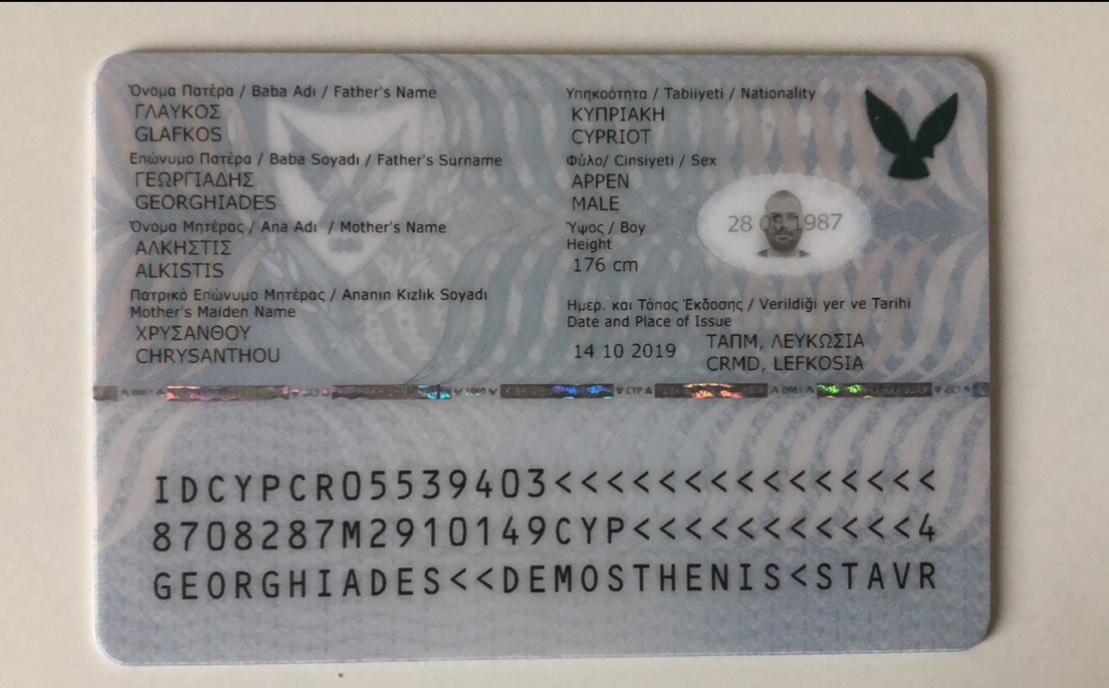 Όνομα Πατέρα / Baba Adı / Father's Name
ΓΛΑΥΚΟΣ
GLAFKOS
Επώνυμο Πατέρα / Baba Soyadı / Father's Surname
ΓΕΩΡΓΙΑΔΗΣ
GEORGHIADES
Όνομα Μητέρας / Ana Adı / Mother's Name
ΑΛΚΗΣΤΙΣ
ALKISTIS
Πατρικό Επώνυμο Μητέρας / Ananın Kızlık Soyadı
Mother's Maiden Name
ΧΡΥΣΑΝΘΟΥ
CHRYSANTHOU
Υπηκοότητα / Tabiiyeti / Nationality
ΚΥΠΡΙΑΚΗ
CYPRIOT
Φύλο/ Cinsiyeti / Sex
ΑΡΡΕΝ
MALE
Ύψος / Boy
Height
176 cm
28 08 1987
Ημερ. και Τόπος Έκδοσης / Verildiği yer ve Tarihi
Date and Place of Issue
14 10 2019
ΤΑΠΜ, ΛΕΥΚΩΣΙΑ
CRMD, LEFKOSIA
IDCYPCR05539403<<<<<<<<<<<<<<<
8708287M2910149CYP<<<<<<<<<<<4
GEORGHIADES<<DEMOSTHENIS<STAVR